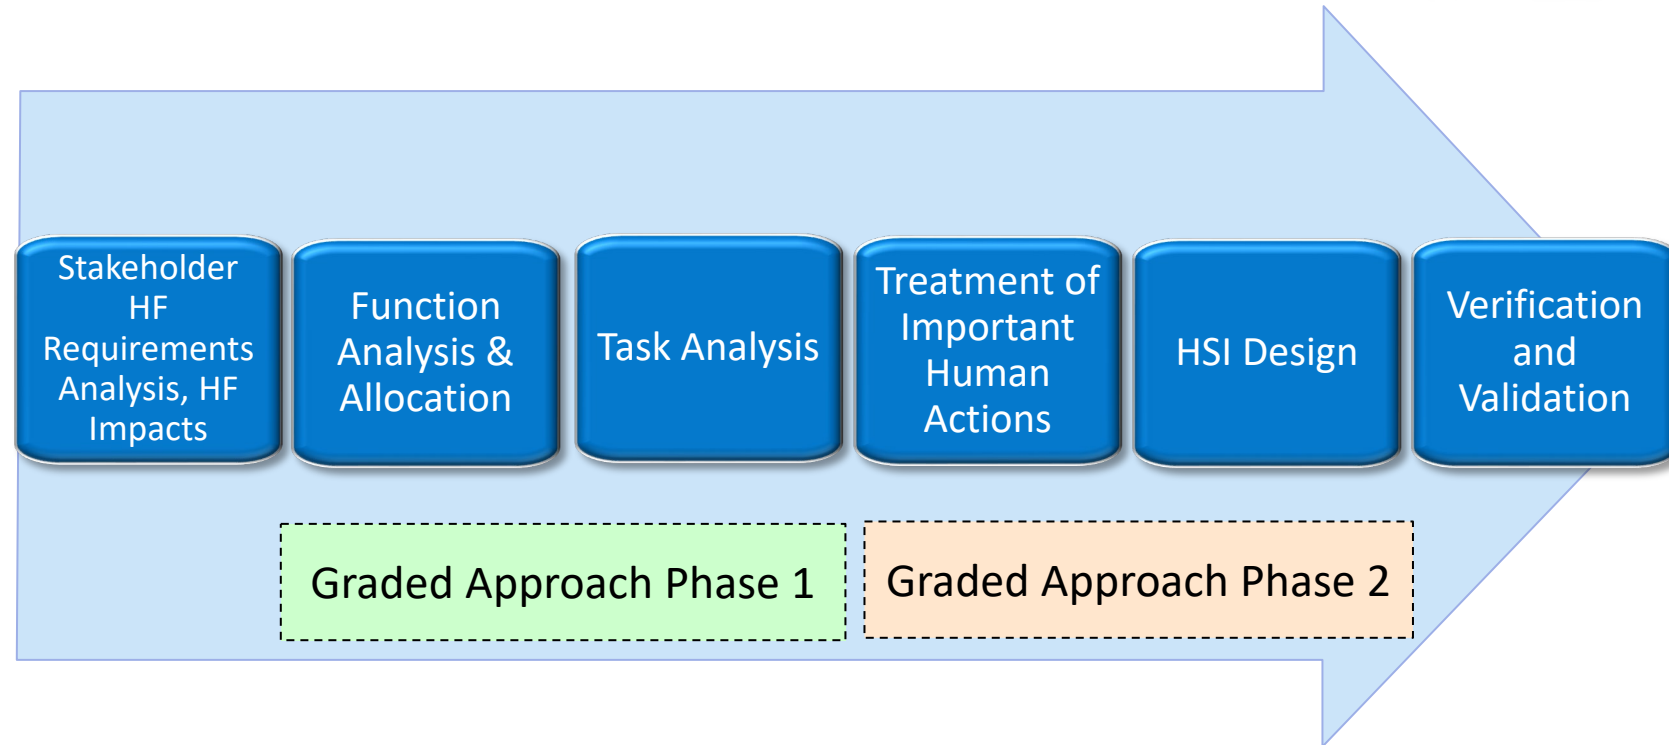 Stakeholder
HF
Requirements
Analysis, HF
Impacts
Function
Analysis &
Allocation
Task Analysis
Treatment of
Important
Human
Actions
HSI Design
Verification
and
Validation
Graded Approach Phase 1
Graded Approach Phase 2